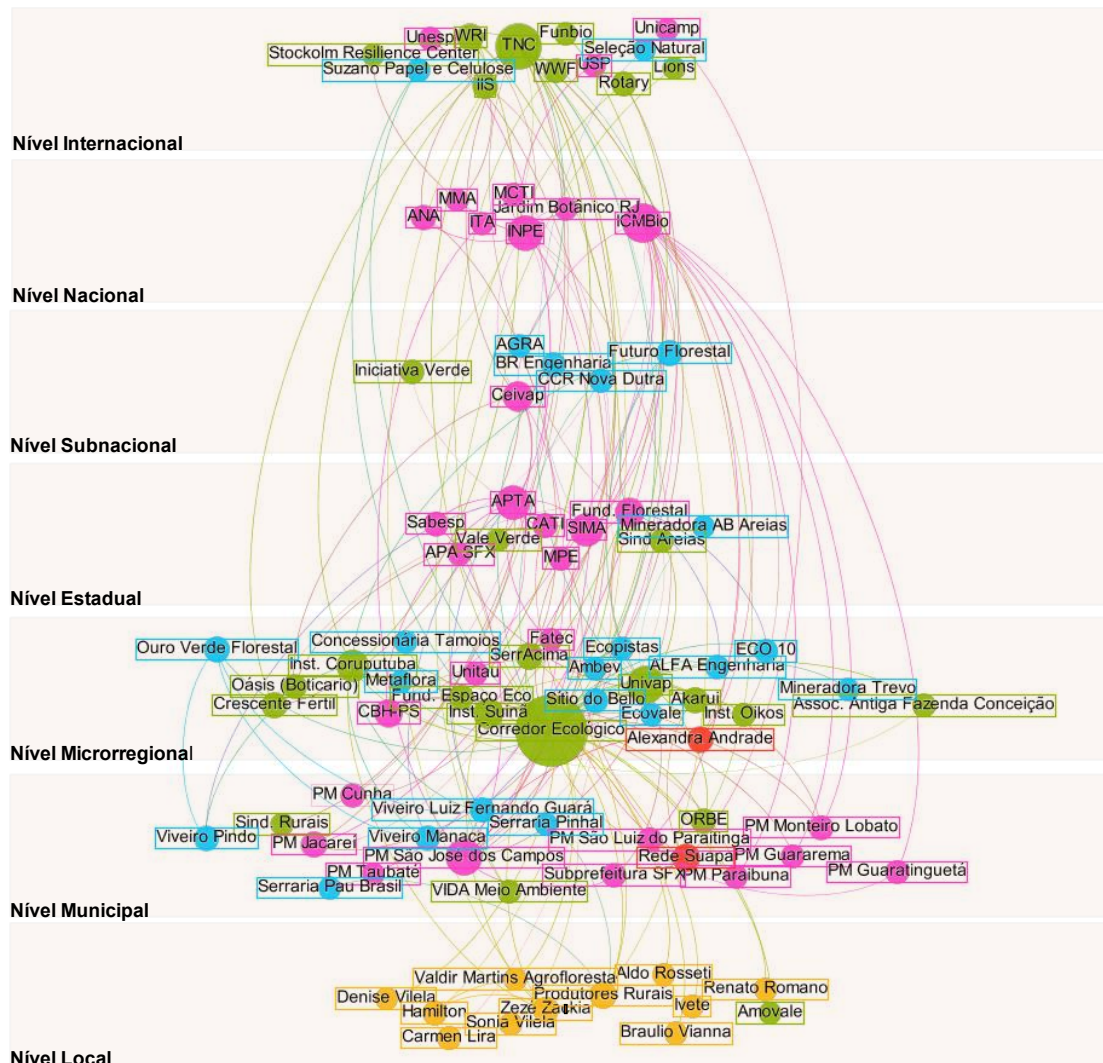 Unesp
WRI
TNC
Funbio
Unicamp
Stockolm Resilience Center
Seleção Natural
Suzano Papel e Celulose
WWF
USP
Lions
IIS
Rotary
Nível Internacional
MMA
MCTI
Jardim Botânico RJ
ANA
ITA
INPE
ICMBio
Nível Nacional
AGRA
BR Engenharia
Futuro Florestal
Iniciativa Verde
CCR Nova Dutra
Ceivap
Nível Subnacional
APTA
Fund. Florestal
Sabesp
CATI
SIMA
Mineradora AB Areias
Vale Verde
Sind Areias
APA SFX
MPE
Nível Estadual
Ouro Verde Florestal
Concessionária Tamoios
Fatec
Ecopistas
ECO 10
Inst. Coruputuba
SerrAcima
Ambev
ALFA Engenharia
Oásis (Boticario)
Metaflora
Unitau
Univap
Mineradora Trevo
Crescente Fertil
Fund. Espaço Eco
Sitio do Bello
Akarui
Assoc. Antiga Fazenda Conceição
CBH-PS
Inst. Suinã
Ecovale
Inst. Oikos
Corredor Ecológico
Alexandra Andrade
Nível Microrregional
PM Cunha
Viveiro Luiz Fernando Guará
Sind. Rurais
Serraria Pinhal
ORBE
PM Monteiro Lobato
Viveiro Pindo
PM Jacareí
Viveiro Manaca
PM São Luiz do Paraitinga
PM São José dos Campos
Rede Suapa
PM Guararema
PM Taubaté
Subprefeitura SFX
PM Paraibuna
PM Guaratinguetá
Serraria Pau Brasil
VIDA Meio Ambiente
Nível Municipal
Valdir Martins Agrofloresta
Aldo Rosseti
Denise Vilela
Produtores Rurais
Renato Romano
Hamilton
Zezé
Ivete
Amovale
Sonia Vilela
Carmen Lira
Braulio Vianna
Nível Local